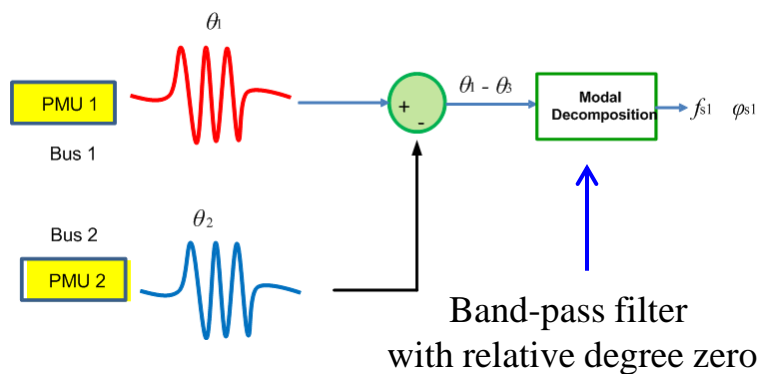 θ1
PMU 1
Bus 1
+
-
θ1 - θ3
Modal
Decomposition
fs1 φs1
Bus 2
θ2
PMU 2
Band-pass filter
with relative degree zero